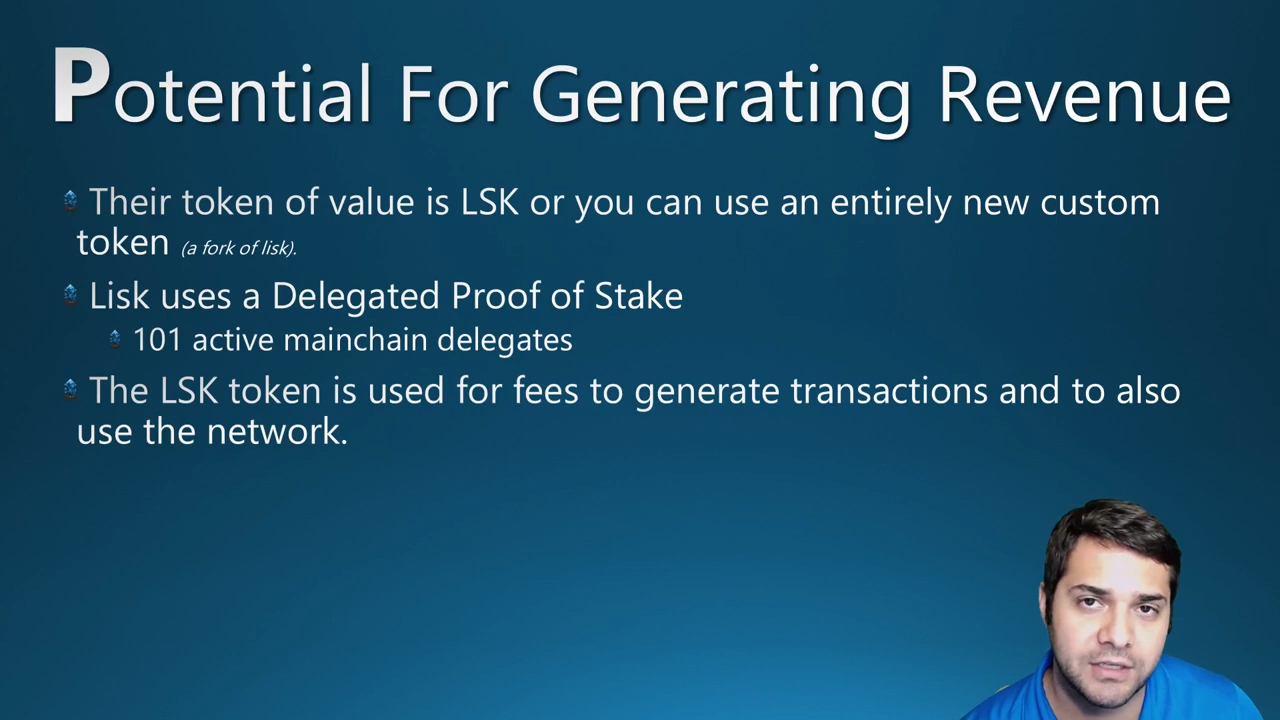 Potential For Generating Revenue
Their token of value is LSK or you can use an entirely new custom
token (a fork of lisk).
Lisk uses a Delegated Proof of Stake
101 active mainchain delegates
The LSK token is used for fees to generate transactions and to also
use the network.